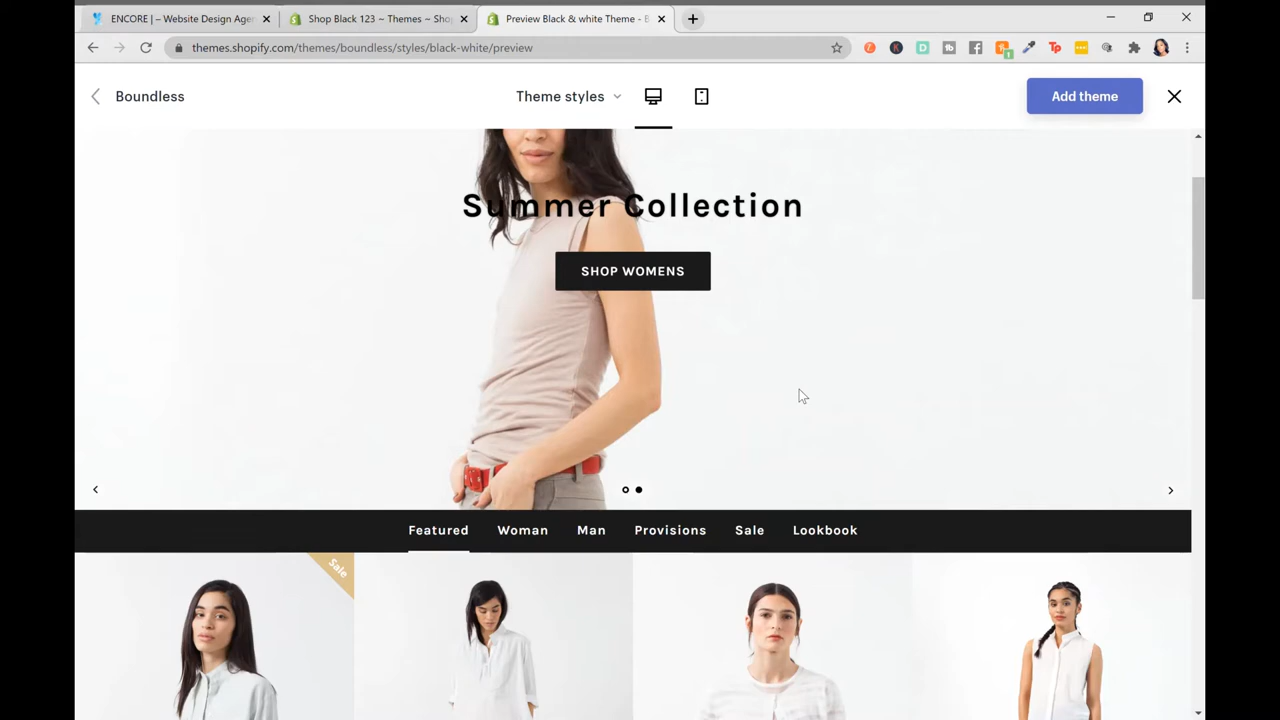 ENCORE | – Website Design Age
Shop Black 123 ~ Themes ~ Sho
Preview Black & white Theme - B
themes.shopify.com/themes/boundless/styles/black-white/preview
Boundless
Theme styles
Add theme
Summer Collection
SHOP WOMENS
Featured Woman Man Provisions Sale Lookbook
Sale